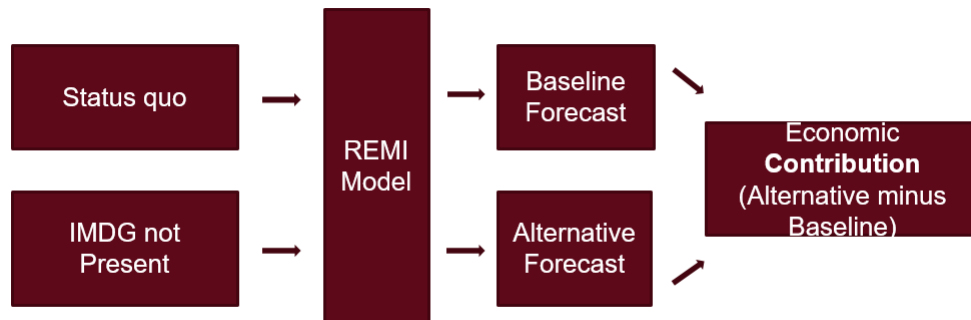 Status quo
IMDG not
Present
REMI
Model
Baseline
Forecast
Alternative
Forecast
Economic
Contribution
(Alternative minus
Baseline)